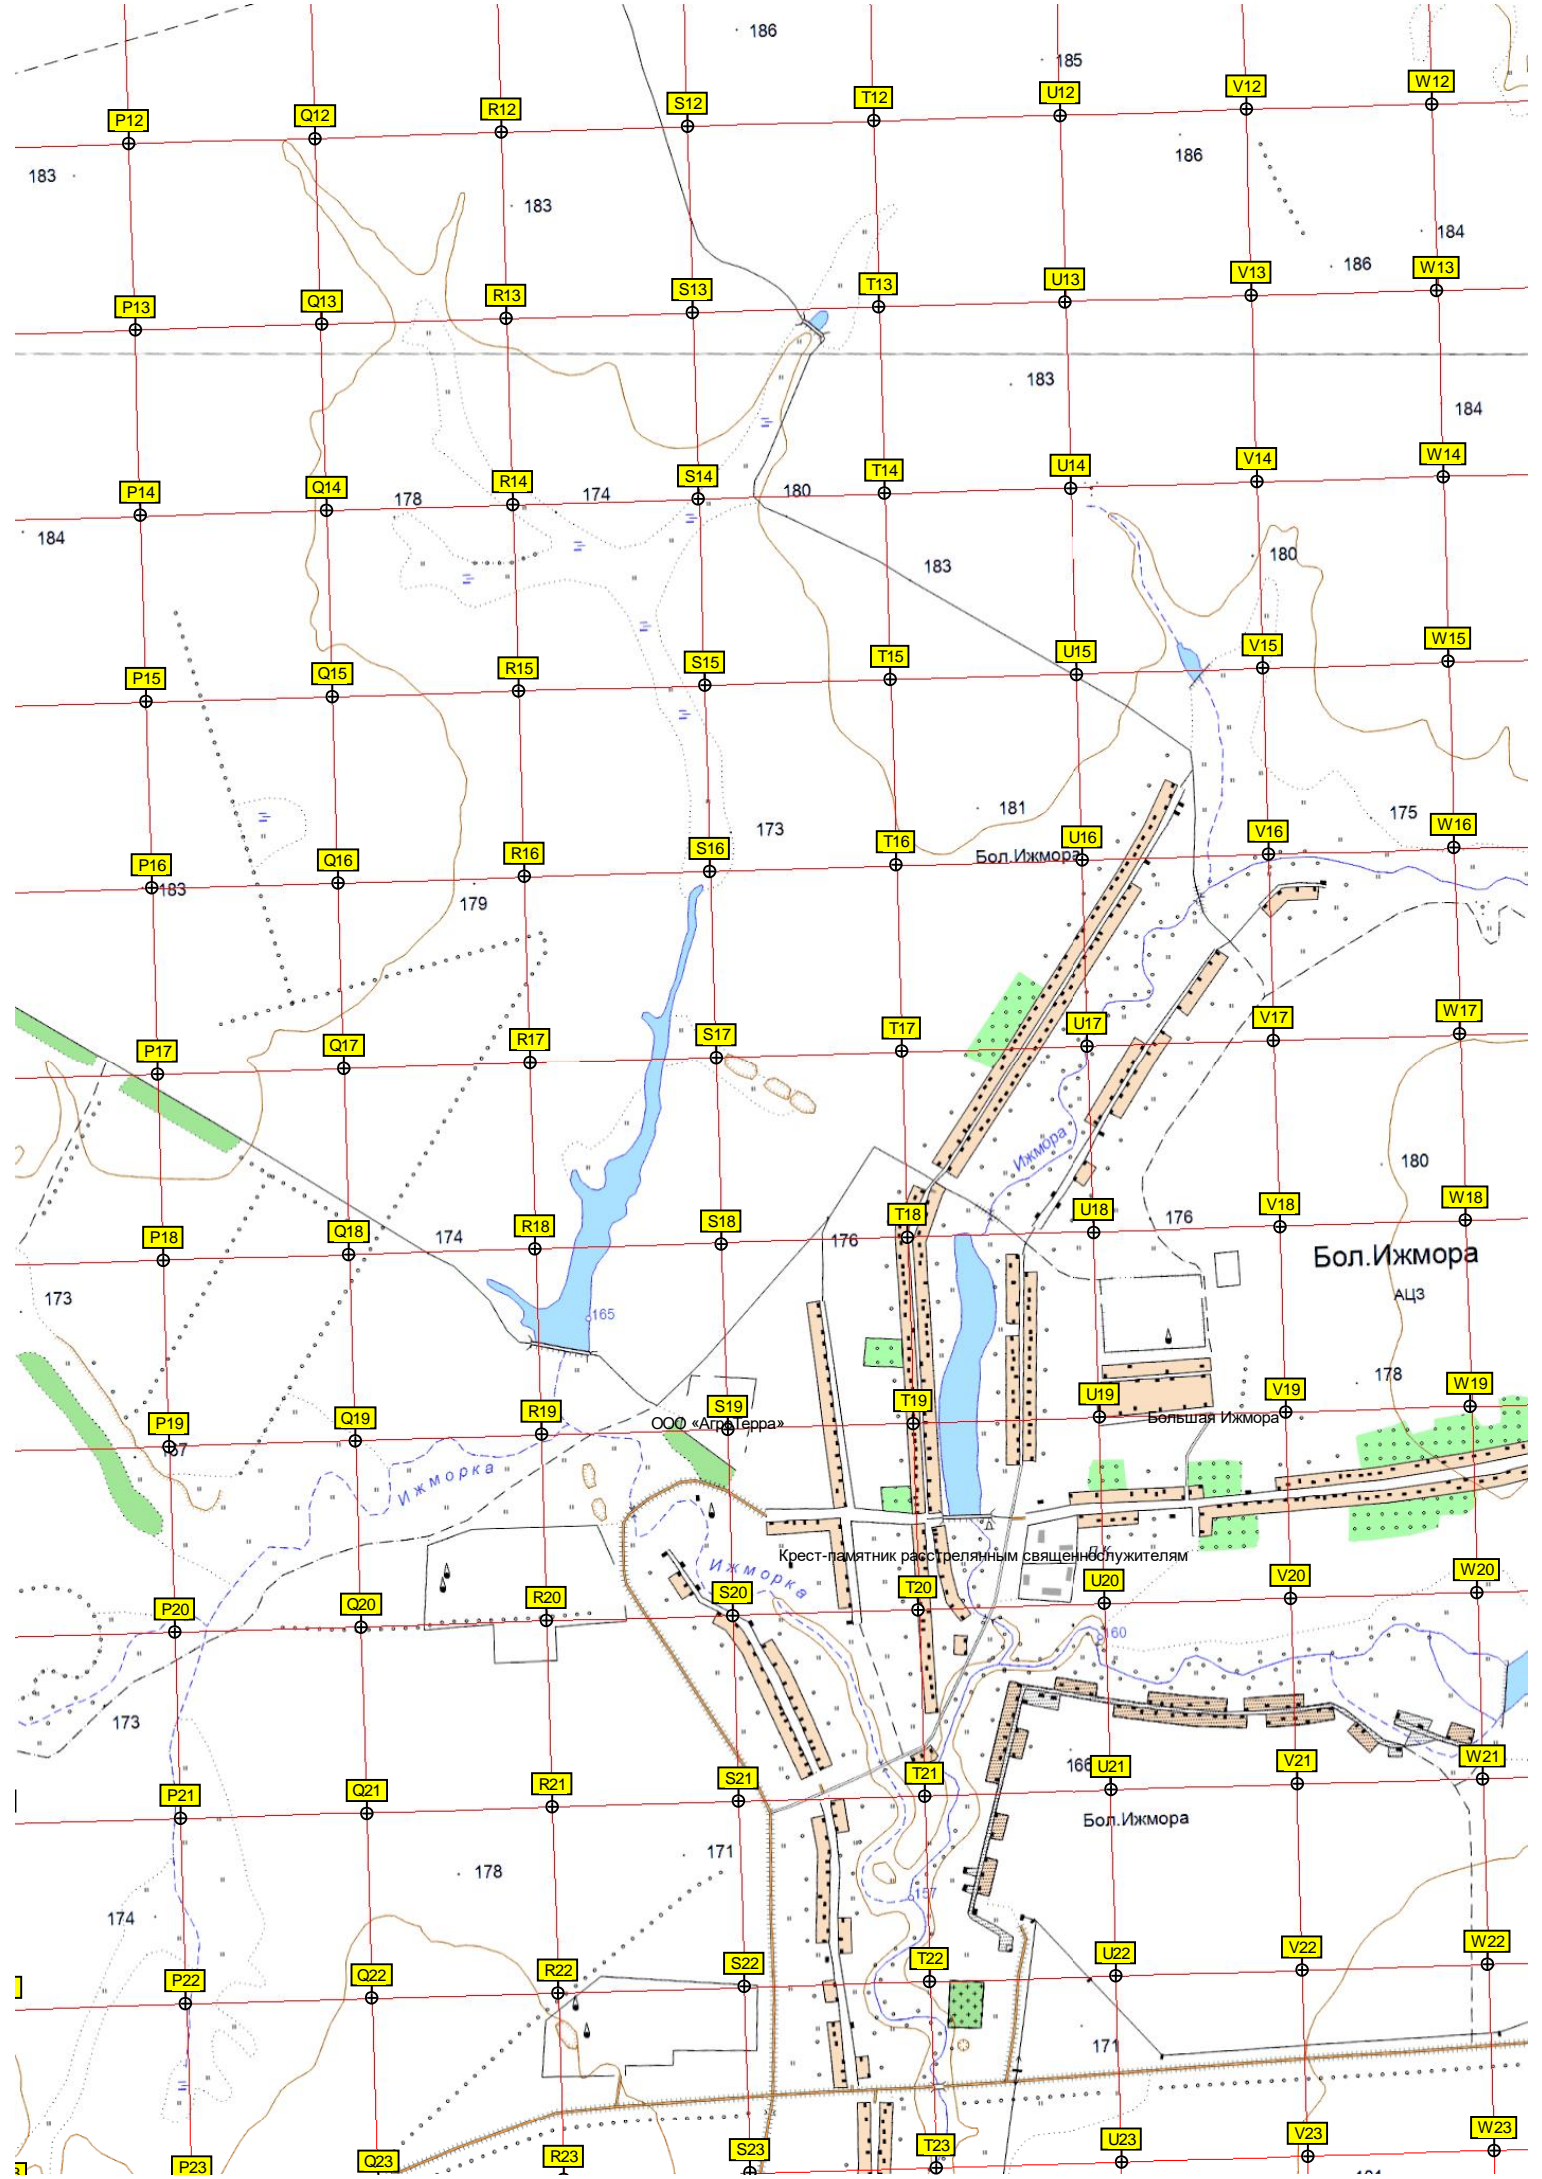 186
185
P12 Q12 R12 S12 T12 U12 V12 W12
186
183
183
184
186
P13 Q13 R13 S13 T13 U13 V13 W13
183
184
P14 Q14 R14 S14 T14 U14 V14 W14
178 174 180
184
183
180
P15 Q15 R15 S15 T15 U15 V15 W15
181
175
173
P16 Q16 R16 S16 T16 U16 V16 W16
Бол.Ижмора
183
179
P17 Q17 R17 S17 T17 U17 V17 W17
Ижмора
180
P18 Q18 R18 S18 T18 U18 V18 W18
174
176
176
Бол.Ижмора
АЦЗ
173
165
178
P19 Q19 R19 S19 T19 U19 V19 W19
ООО «АгроТерра»
Большая Ижмора
Ижморка
Крест-памятник расстрелянным священнослужителям
Ижморка
P20 Q20 R20 S20 T20 U20 V20 W20
160
173
166
P21 Q21 R21 S21 T21 U21 V21 W21
Бол.Ижмора
171
178
157
174
P22 Q22 R22 S22 T22 U22 V22 W22
171
P23 Q23 R23 S23 T23 U23 V23 W23